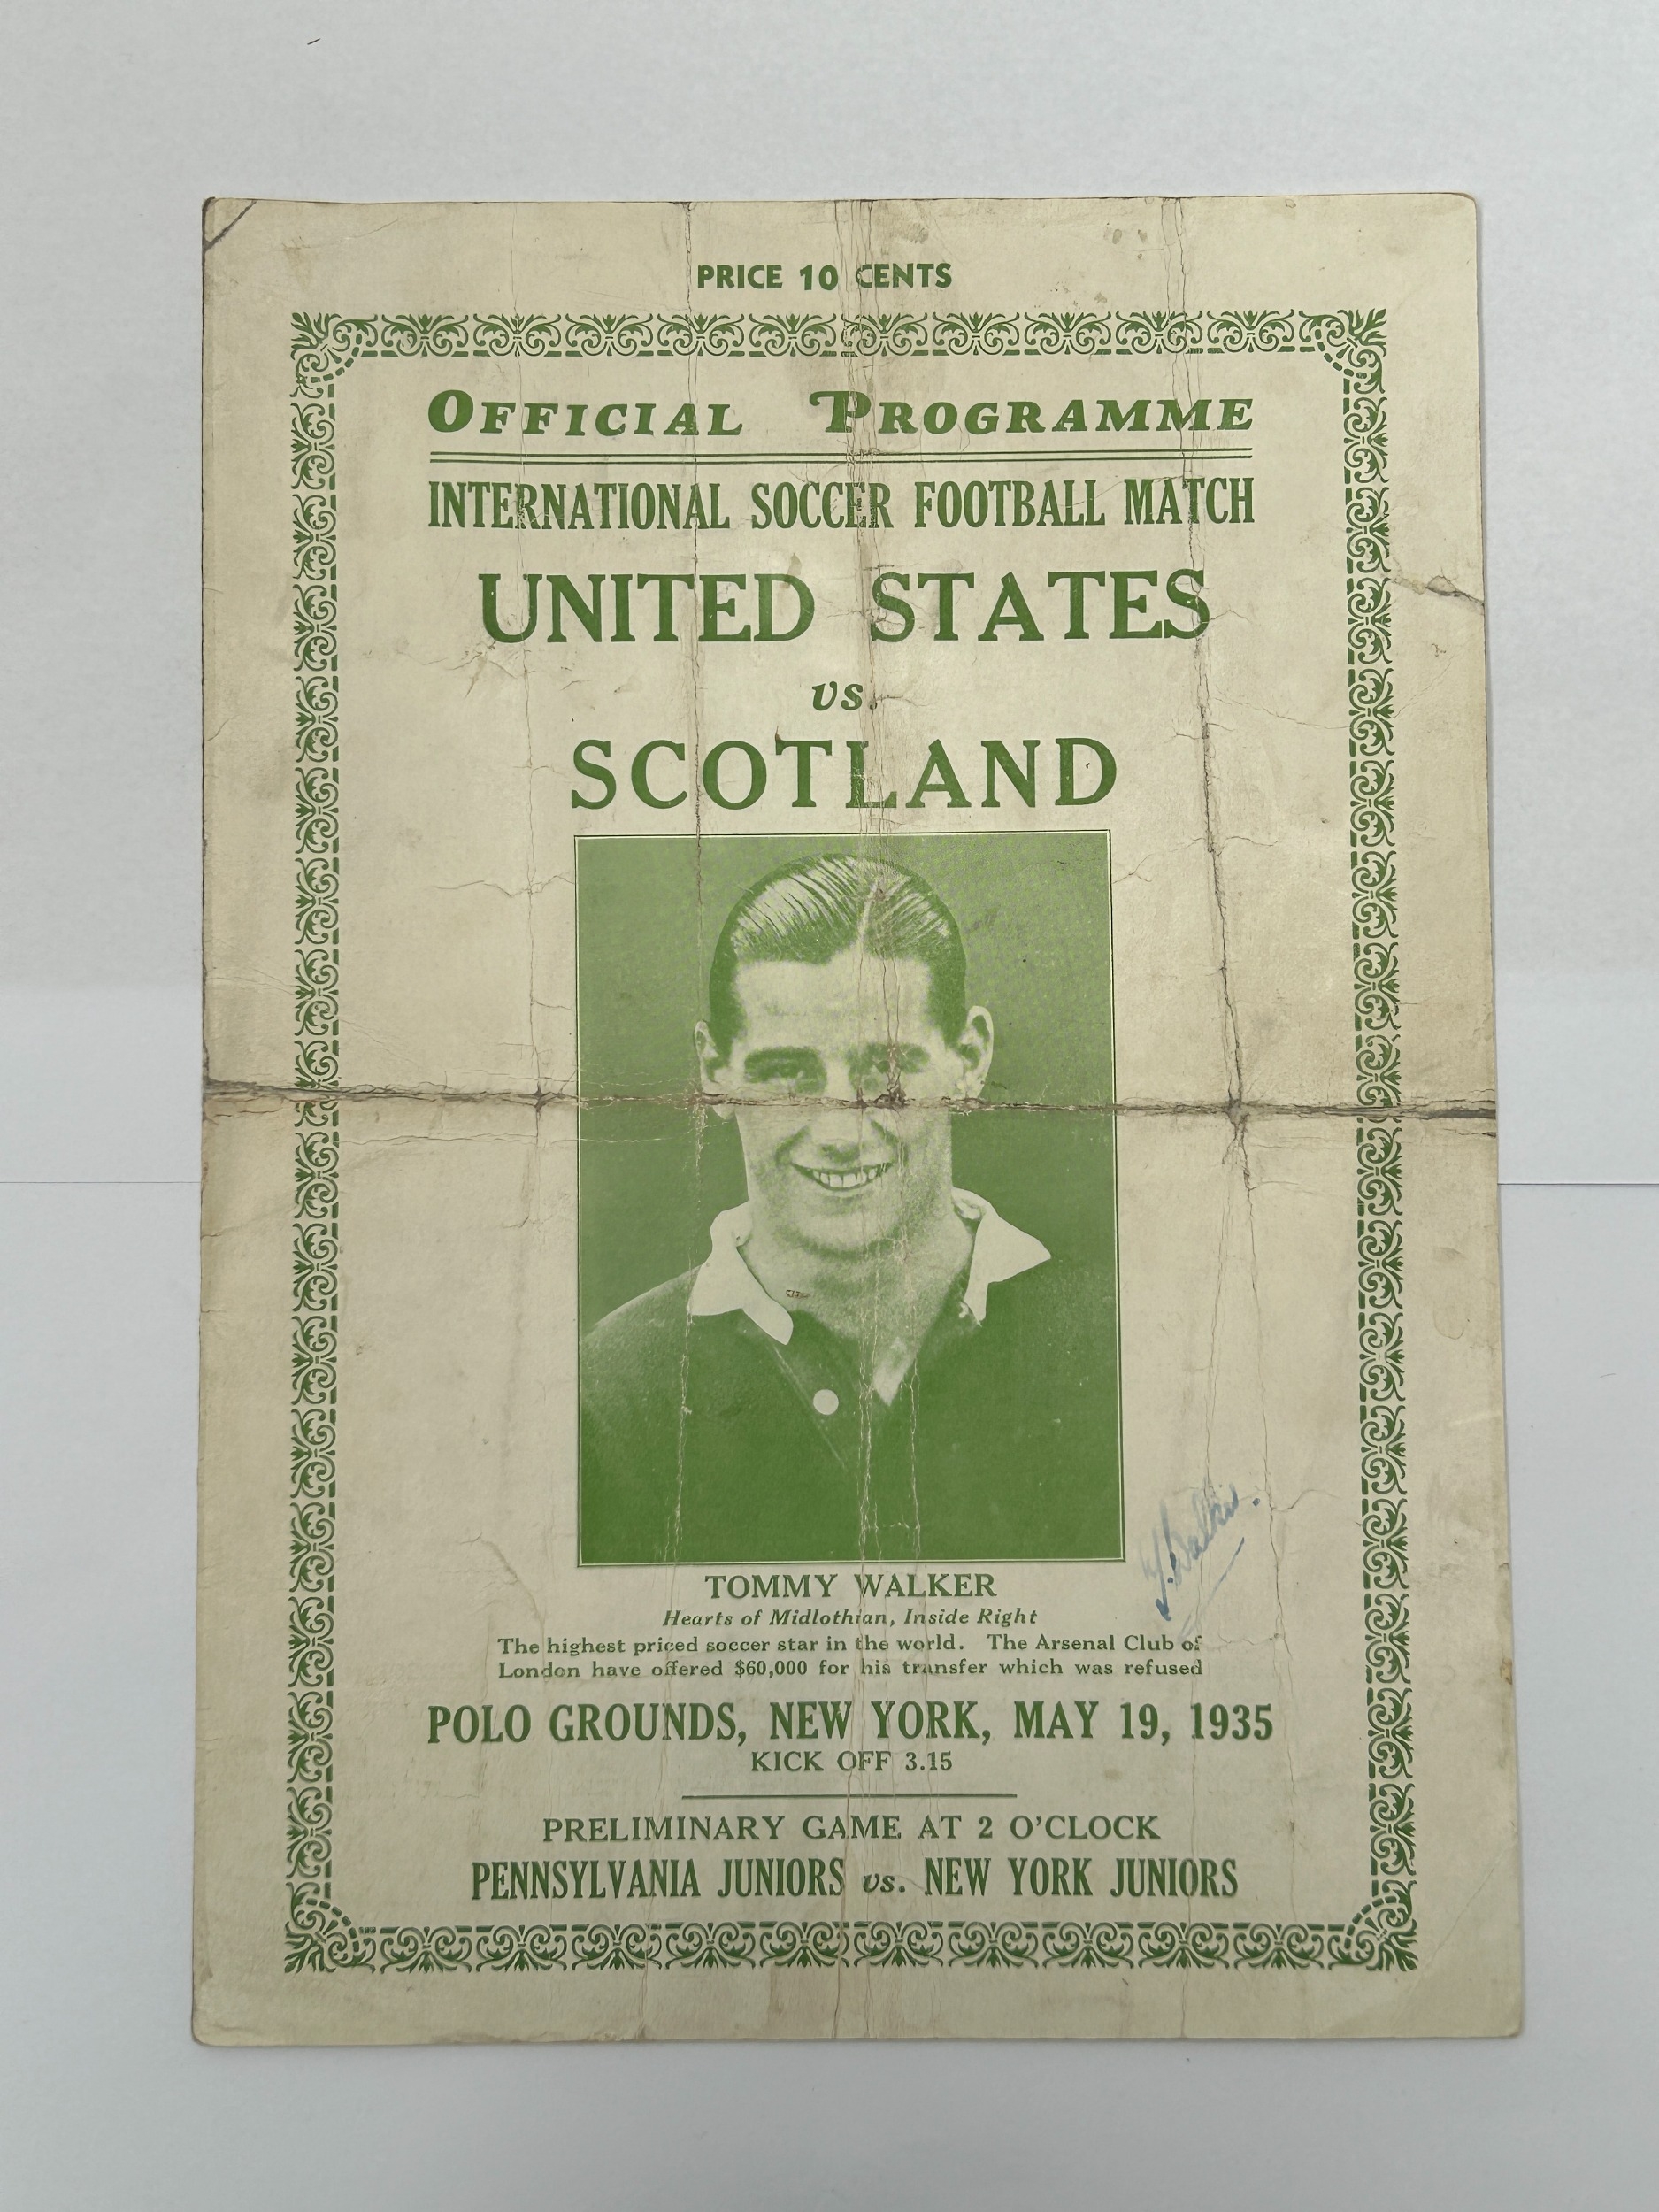 PRICE 10 CENTS
OFFICIAL PROGRAMME
INTERNATIONAL SOCCER FOOTBALL MATCH
UNITED STATES
vs.
SCOTLAND
T. Walker.
TOMMY WALKER
Hearts of Midlothian, Inside Right
The highest priced soccer star in the world. The Arsenal Club of
London have offered $60,000 for his transfer which was refused
POLO GROUNDS, NEW YORK, MAY 19, 1935
KICK OFF 3.15
PRELIMINARY GAME AT 2 O'CLOCK
PENNSYLVANIA JUNIORS vs. NEW YORK JUNIORS